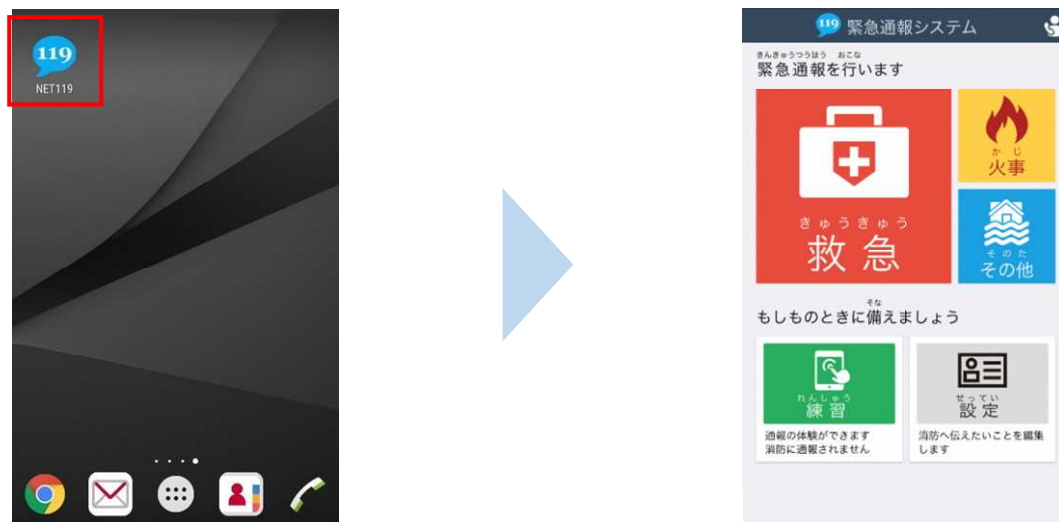 119
NET119
119 緊急通報システム
きんきゅうつうほう おこな
緊急通報を行います
かじ
火事
きゅうきゅう
救急
そのた
その他
そな
もしものときに備えましょう
れんしゅう
練習
せってい
設定
通報の体験ができます
消防に通報されません
消防へ伝えたいことを編集
します